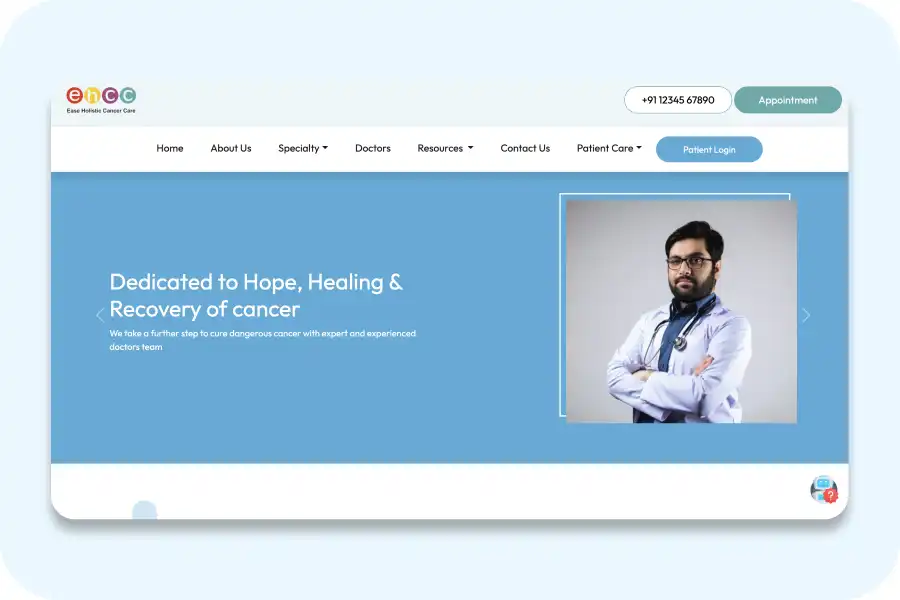 ehcc
Ease Holistic Cancer Care
+91 12345 67890
Appointment
Home
About Us
Specialty
Doctors
Resources
Contact Us
Patient Care
Patient Login
Dedicated to Hope, Healing &
Recovery of cancer
We take a further step to cure dangerous cancer with expert and experienced
doctors team
?